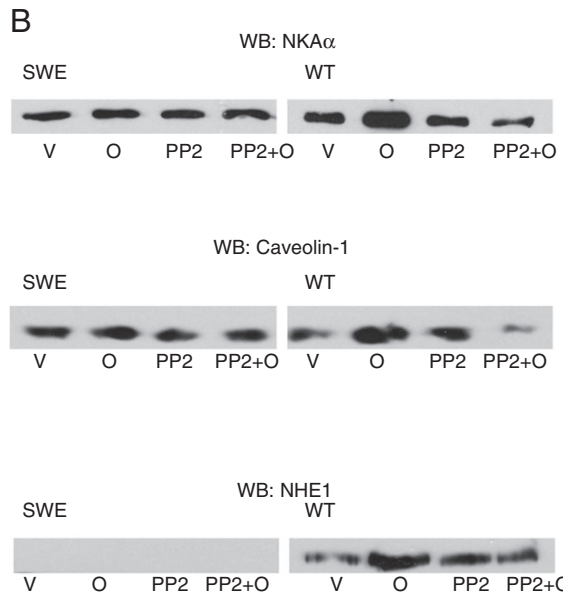 B
WB: NKAα
SWE WT
V O PP2 PP2+O V O PP2 PP2+O
WB: Caveolin-1
SWE WT
V O PP2 PP2+O V O PP2 PP2+O
WB: NHE1
SWE WT
V O PP2 PP2+O V O PP2 PP2+O